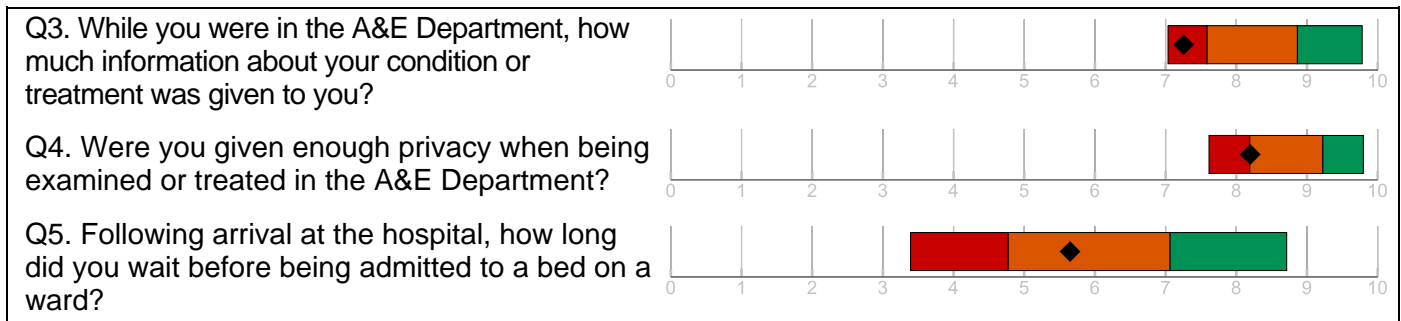 Q3. While you were in the A&E Department, how
much information about your condition or
treatment was given to you?
0 1 2 3 4 5 6 7 8 9 10
Q4. Were you given enough privacy when being
examined or treated in the A&E Department?
0 1 2 3 4 5 6 7 8 9 10
Q5. Following arrival at the hospital, how long
did you wait before being admitted to a bed on a
ward?
0 1 2 3 4 5 6 7 8 9 10